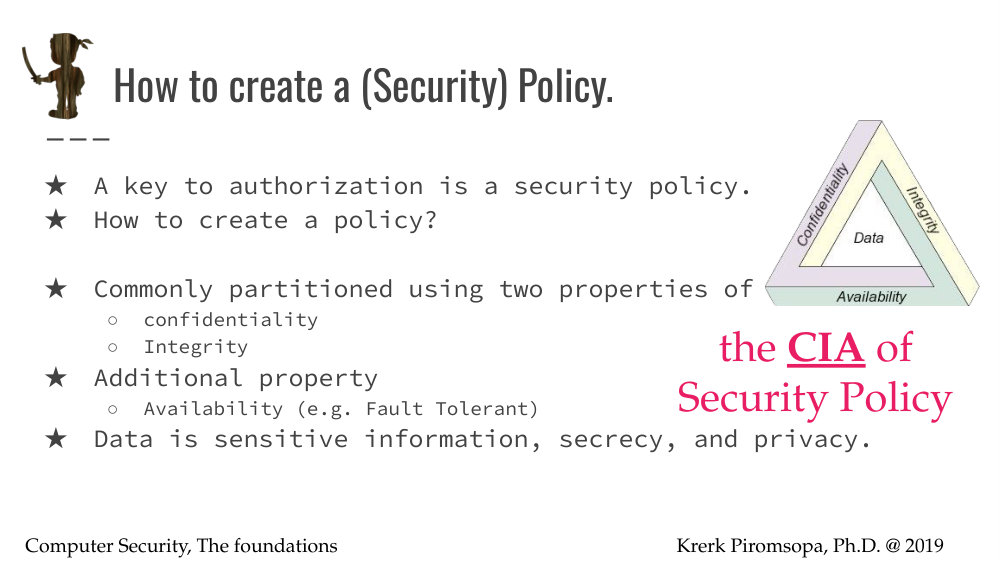 How to create a (Security) Policy.
★ A key to authorization is a security policy.
★ How to create a policy?
★ Commonly partitioned using two properties of
○ confidentiality
○ Integrity
★ Additional property
○ Availability (e.g. Fault Tolerant)
★ Data is sensitive information, secrecy, and privacy.
Confidentiality
Integrity
Data
Availability
the CIA of
Security Policy
Computer Security, The foundations
Krerk Piromsopa, Ph.D. @ 2019